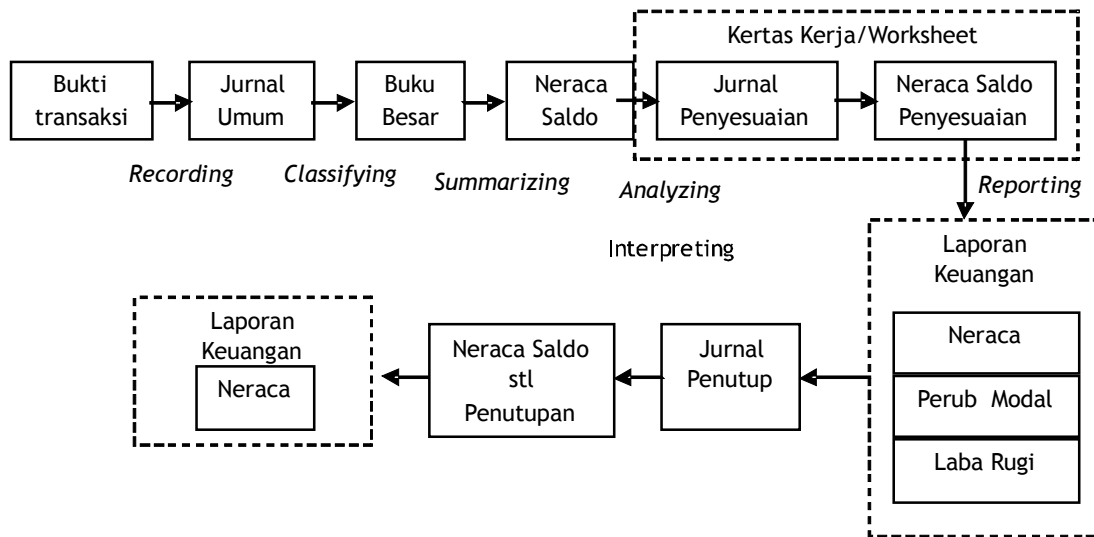 Kertas Kerja/Worksheet
Bukti
transaksi
Jurnal
Umum
Buku
Besar
Neraca
Saldo
Jurnal
Penyesuaian
Neraca Saldo
Penyesuaian
Recording
Classifying
Summarizing
Analyzing
Reporting
Interpreting
Laporan
Keuangan
Neraca
Perub Modal
Laba Rugi
Jurnal
Penutup
Neraca Saldo
stl
Penutupan
Laporan
Keuangan
Neraca